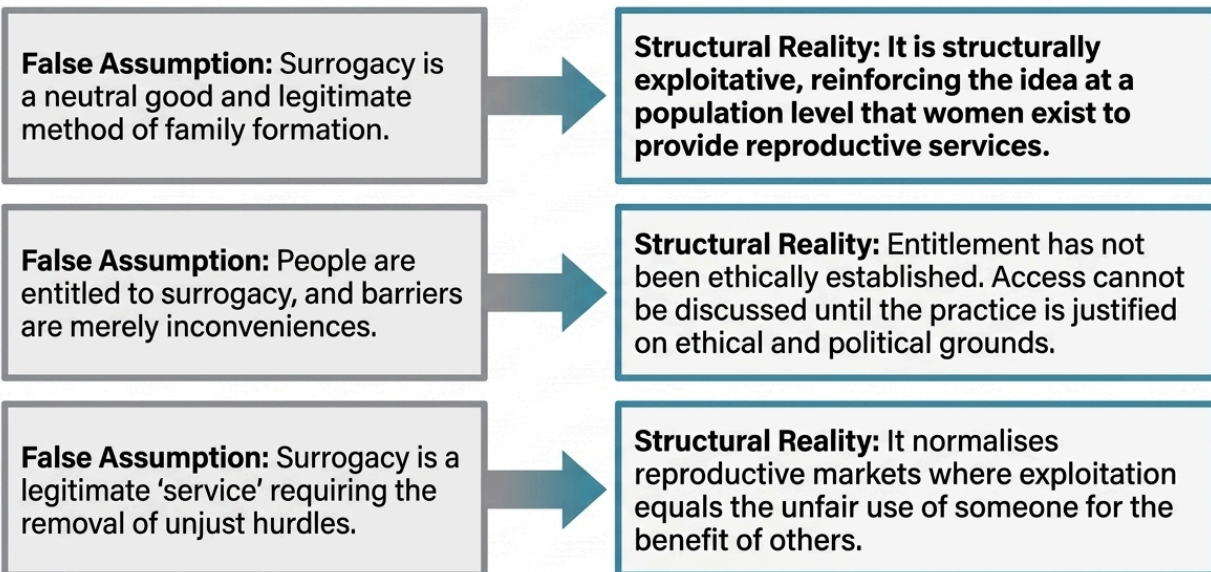 False Assumption: Surrogacy is
a neutral good and legitimate
method of family formation.
Structural Reality: It is structurally
exploitative, reinforcing the idea at a
population level that women exist to
provide reproductive services.
False Assumption: People are
entitled to surrogacy, and barriers
are merely inconveniences.
Structural Reality: Entitlement has not
been ethically established. Access cannot
be discussed until the practice is justified
on ethical and political grounds.
False Assumption: Surrogacy is a
legitimate ‘service’ requiring the
removal of unjust hurdles.
Structural Reality: It normalises
reproductive markets where exploitation
equals the unfair use of someone for the
benefit of others.